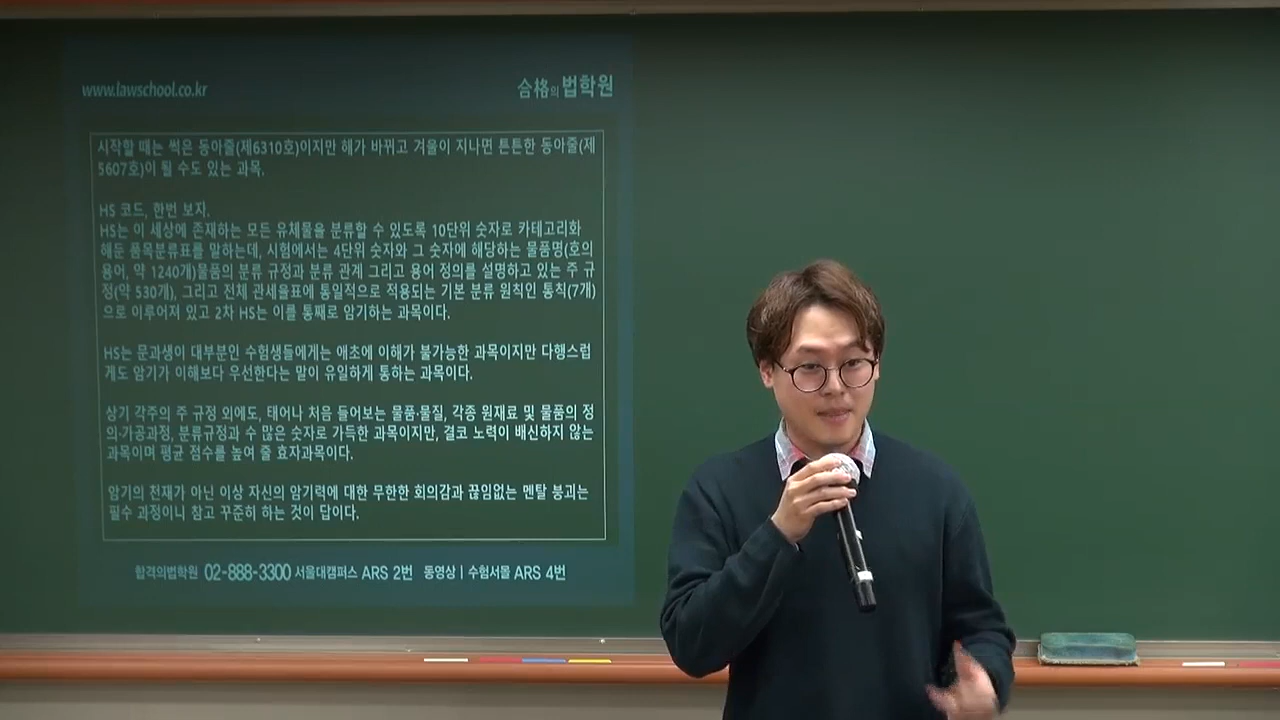 www.lawschool.co.kr
合格의 법학원
시작할 때는 썩은 동아줄(제6310호)이지만 해가 바뀌고 겨울이 지나면 튼튼한 동아줄(제
5607호)이 될 수도 있는 과목.
HS 코드, 한번 보자.
HS는 이 세상에 존재하는 모든 유체물을 분류할 수 있도록 10단위 숫자로 카테고리화
해둔 품목분류표를 말하는데, 시험에서는 4단위 숫자와 그 숫자에 해당하는 물품명(호의
용어, 약 1240개)물품의 분류 규정과 분류 관계 그리고 용어 정의를 설명하고 있는 주 규
정(약 530개), 그리고 전체 관세율표에 통일적으로 적용되는 기본 분류 원칙인 통칙(7개)
으로 이루어져 있고 2차 HS는 이를 통째로 암기하는 과목이다.
HS는 문과생이 대부분인 수험생들에게는 애초에 이해가 불가능한 과목이지만 다행스럽
게도 암기가 이해보다 우선한다는 말이 유일하게 통하는 과목이다.
상기 각주의 주 규정 외에도, 태어나 처음 들어보는 물품·물질, 각종 원재료 및 물품의 정
의·가공과정, 분류규정과 수 많은 숫자로 가득한 과목이지만, 결코 노력이 배신하지 않는
과목이며 평균 점수를 높여 줄 효자과목이다.
암기의 천재가 아닌 이상 자신의 암기력에 대한 무한한 회의감과 끊임없는 멘탈 붕괴는
필수 과정이니 참고 꾸준히 하는 것이 답이다.
합격의법학원 02-888-3300 서울대캠퍼스 ARS 2번 동영상 | 수험서몰 ARS 4번